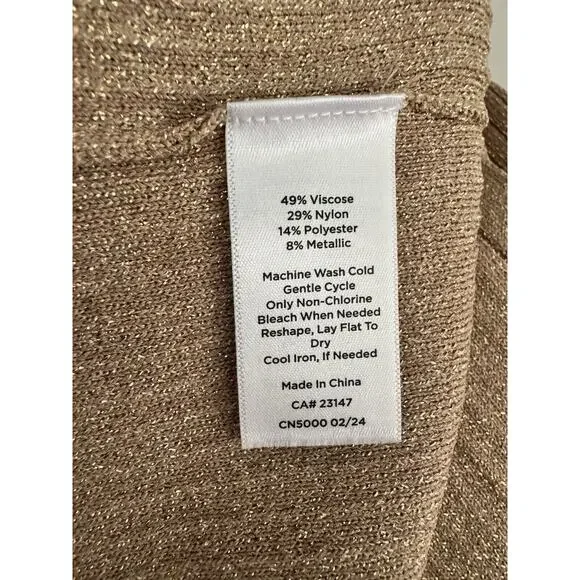 49% Viscose
29% Nylon
14% Polyester
8% Metallic
Machine Wash Cold
Gentle Cycle
Only Non-Chlorine
Bleach When Needed
Reshape, Lay Flat To
Dry
Cool Iron, If Needed
Made In China
CA# 23147
CN5000 02/24